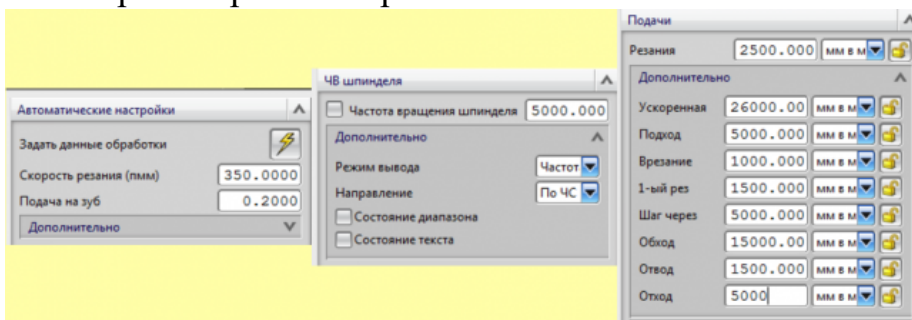 Автоматические настройки
Задать данные обработки
Скорость резания (пмм) 350.0000
Подача на зуб 0.2000
Дополнительно
ЧВ шпинделя
Частота вращения шпинделя 5000.000
Дополнительно
Режим вывода Частот
Направление По ЧС
Состояние диапазона
Состояние текста
Подачи
Резания 2500.000 мм в м
Дополнительно
Ускоренная 26000.00 мм в м
Подход 5000.000 мм в м
Врезание 1000.000 мм в м
1-ый рез 1500.000 мм в м
Шаг через 5000.000 мм в м
Обход 15000.00 мм в м
Отвод 1500.000 мм в м
Отход 5000 мм в м